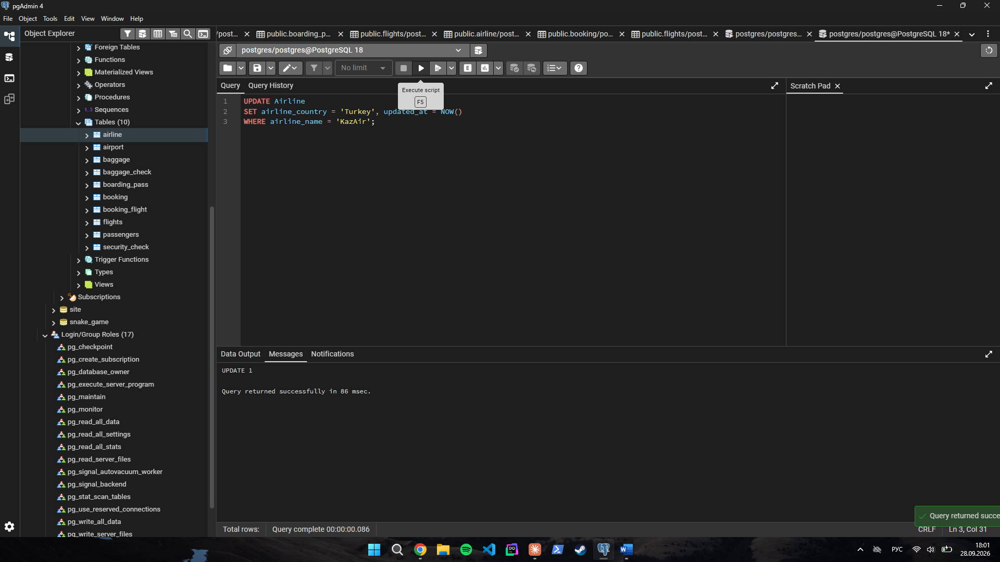 pgAdmin 4
File Object Tools Edit View Window Help
Object Explorer
/post... public.boarding_p... public.flights/post... public.airline/post... public.booking/po... public.flights/post... postgres/postgres... postgres/postgres@PostgreSQL 18*
Foreign Tables
Functions
Materialized Views
Operators
Procedures
1..3 Sequences
Tables (10)
airline
airport
baggage
baggage_check
boarding_pass
booking
booking_flight
flights
passengers
security_check
Trigger Functions
Types
Views
Subscriptions
site
snake_game
Login/Group Roles (17)
pg_checkpoint
pg_create_subscription
pg_database_owner
pg_execute_server_program
pg_maintain
pg_monitor
pg_read_all_data
pg_read_all_settings
pg_read_all_stats
pg_read_server_files
pg_signal_autovacuum_worker
pg_signal_backend
pg_stat_scan_tables
pg_use_reserved_connections
pg_write_all_data
pg_write_server_files
postgres/postgres@PostgreSQL 18
No limit
E
Query Query History
Execute script
F5
Scratch Pad
1 UPDATE Airline
2 SET airline_country = 'Turkey', updated_at = NOW()
3 WHERE airline_name = 'KazAir';
Data Output Messages Notifications
UPDATE 1
Query returned successfully in 86 msec.
Query returned succe
Total rows: Query complete 00:00:00.086 CRLF Ln 3, Col 31
DG
РУС
18:01
28.09.2026